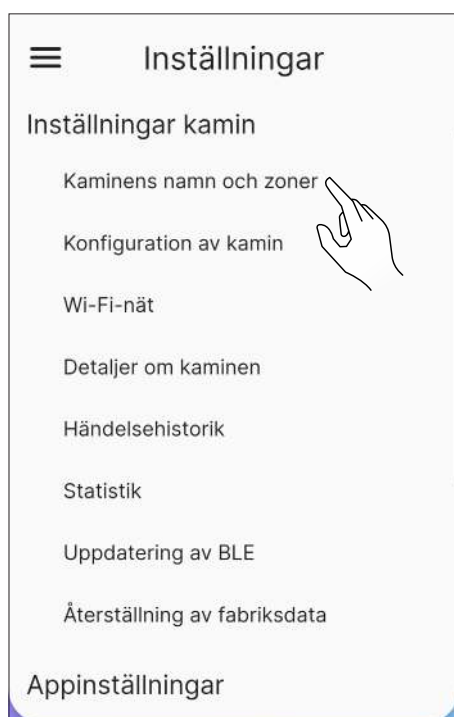 Inställningar
Inställningar kamin
Kaminens namn och zoner
Konfiguration av kamin
Wi-Fi-nät
Detaljer om kaminen
Händelsehistorik
Statistik
Uppdatering av BLE
Återställning av fabriksdata
Appinställningar